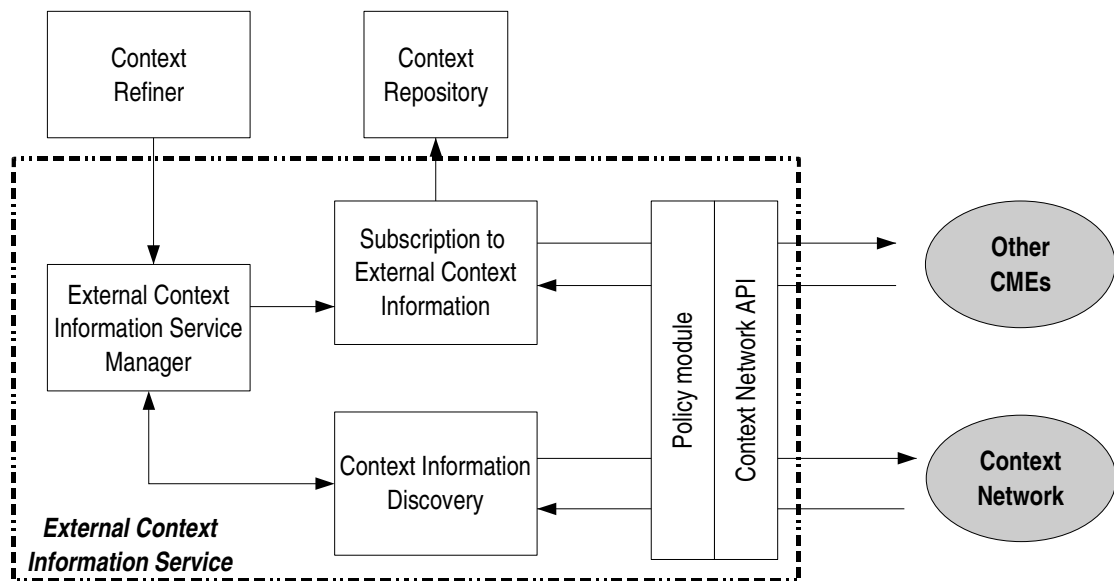 Context
Refiner
Context
Repository
Subscription to
External Context
Information
External Context
Information Service
Manager
Policy module
Context Network API
Other
CMEs
Context Information
Discovery
Context
Network
External Context
Information Service